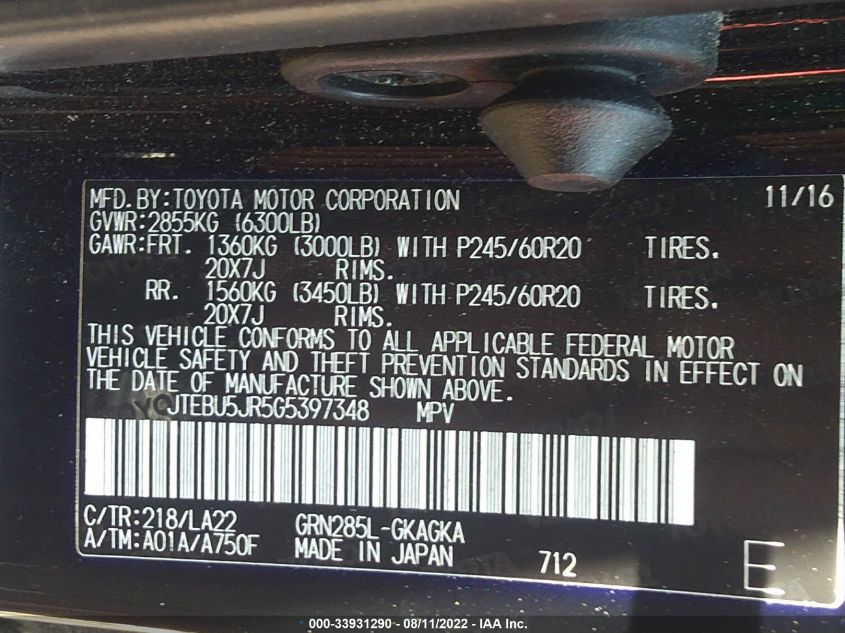 MFD. BY: TOYOTA MOTOR CORPORATION 11/16
GVWR: 2855KG (6300LB)
GAWR: FRT. 1360KG (3000LB) WITH P245/60R20 TIRES.
20X7J RIMS.
RR. 1560KG (3450LB) WITH P245/60R20 TIRES.
20X7J RIMS.
THIS VEHICLE CONFORMS TO ALL APPLICABLE FEDERAL MOTOR
VEHICLE SAFETY AND THEFT PREVENTION STANDARDS IN EFFECT ON
THE DATE OF MANUFACTURE SHOWN ABOVE.
JTEBU5JR5G5397348 MPV
C/TR: 218/LA22 GRN285L-GKAGKA
A/TM: A01A/A750F MADE IN JAPAN 712 E
000-33931290 - 08/11/2022 - IAA Inc.